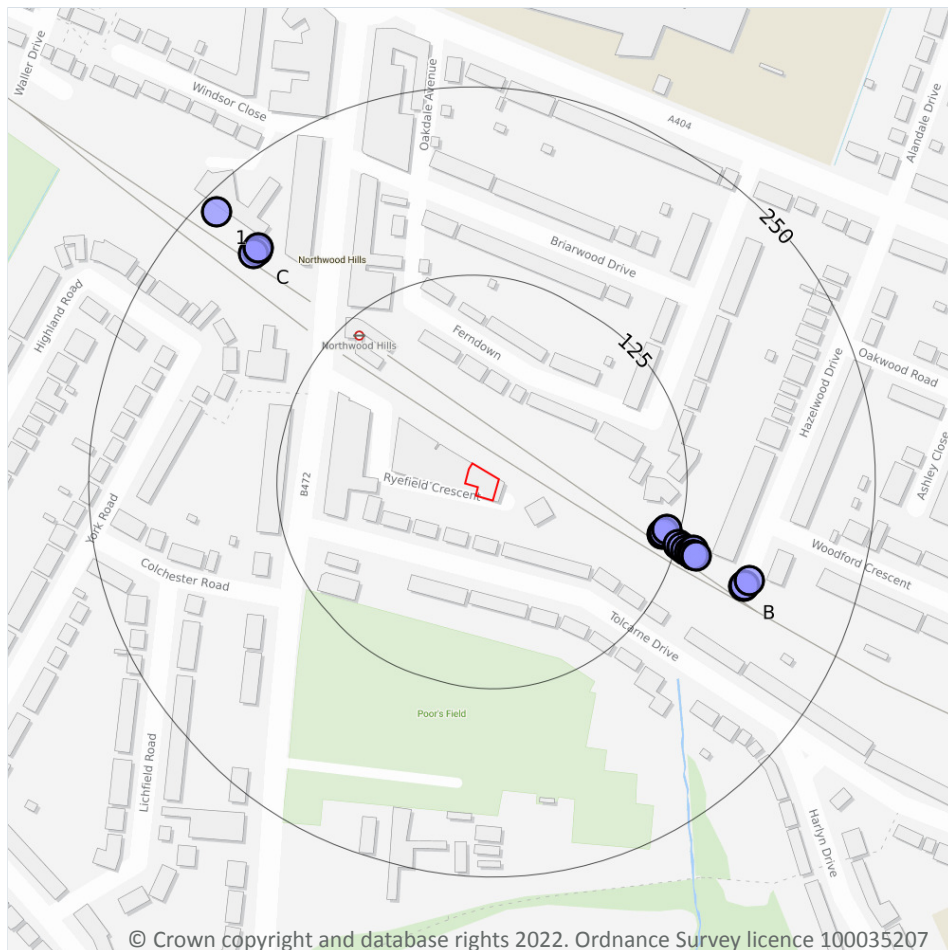 Waller Drive
Windsor Close
Oakdale Avenue
A404
Alandale Drive
250
1
C
Northwood Hills
Briarwood Drive
Highland Road
Northwood Hills
Ferndown
125
Oakwood Road
Hazelwood Drive
Ashley Close
B472
Ryefield Crescent
York Road
Woodford Crescent
Colchester Road
B
Tolcarne Drive
Poor's Field
Lichfield Road
Harlyn Drive
© Crown copyright and database rights 2022. Ordnance Survey licence 100035207